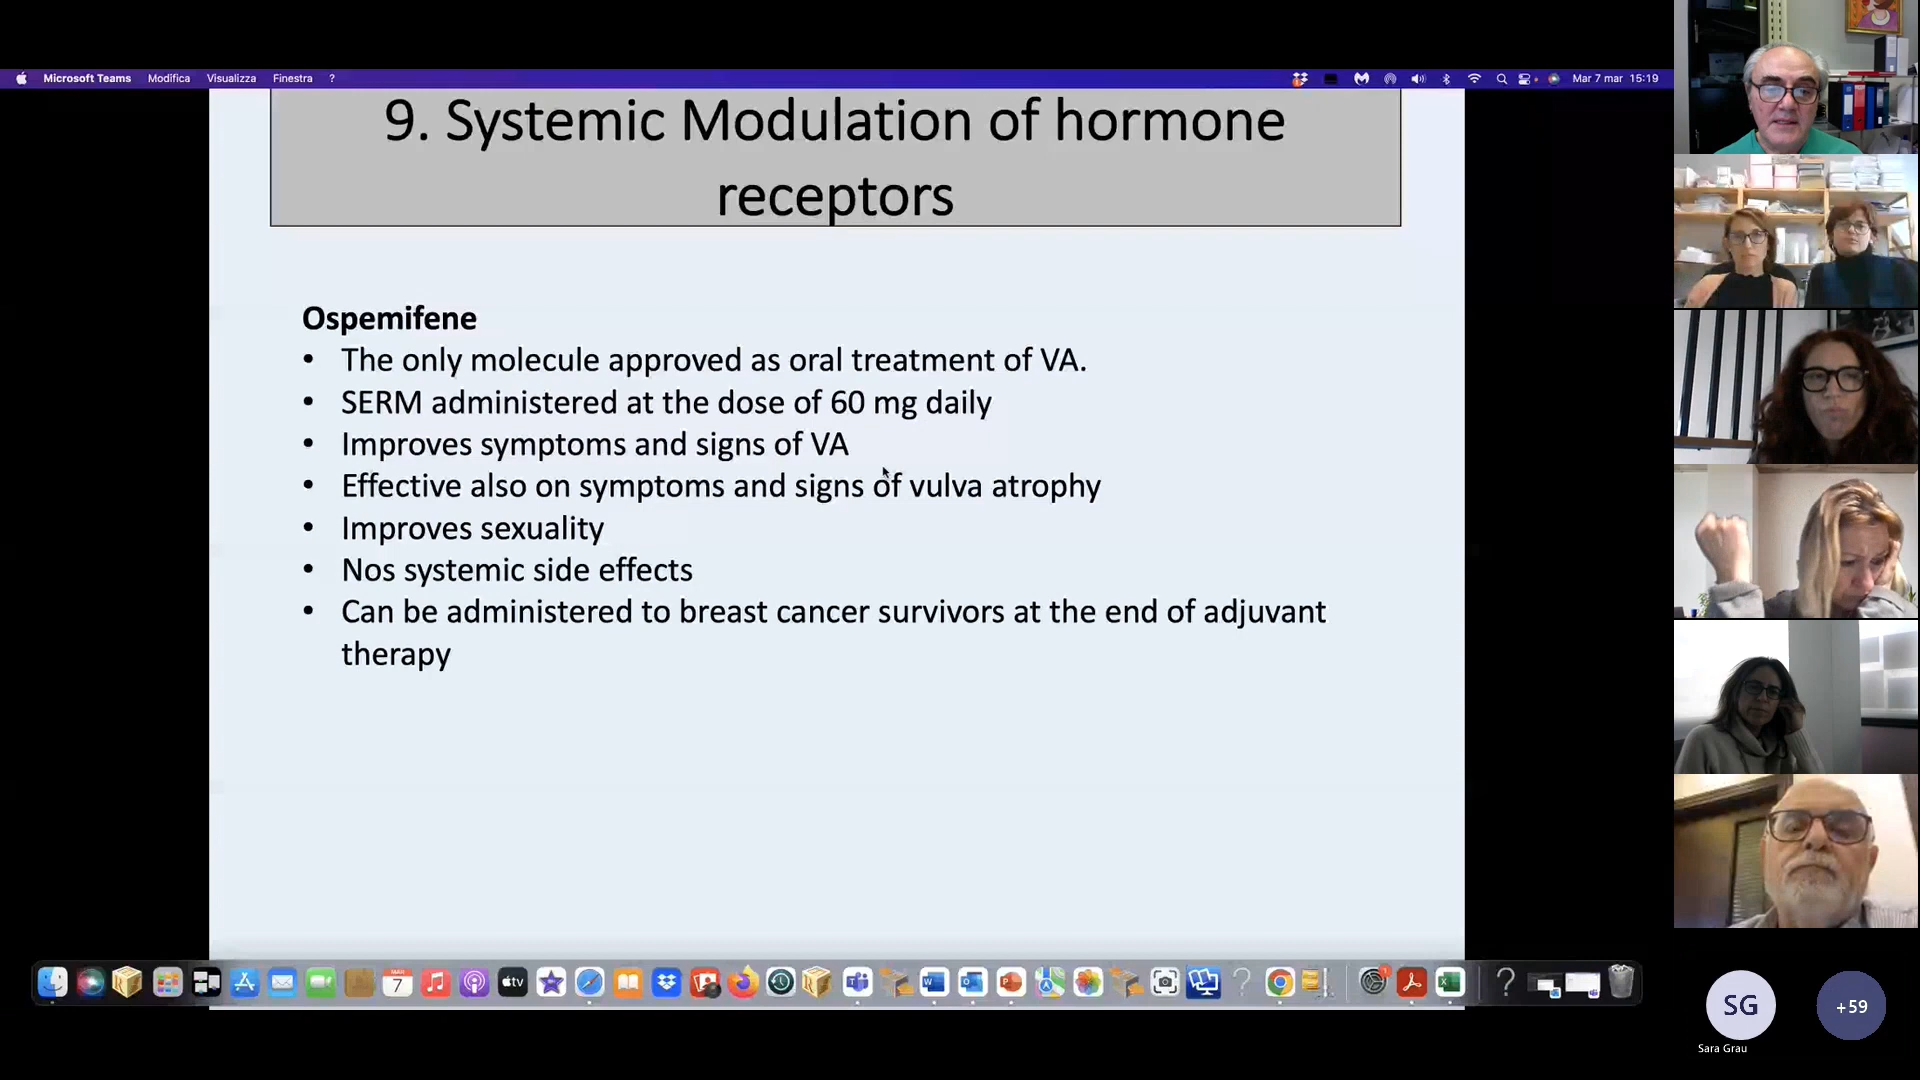 Microsoft Teams Modifica Visualizza Finestra ? Mar 7 mar 15:19
9. Systemic Modulation of hormone
receptors
Ospemifene
• The only molecule approved as oral treatment of VA.
• SERM administered at the dose of 60 mg daily
• Improves symptoms and signs of VA
• Effective also on symptoms and signs of vulva atrophy
• Improves sexuality
• Nos systemic side effects
• Can be administered to breast cancer survivors at the end of adjuvant
therapy
7
tv
SG
+59
Sara Grau